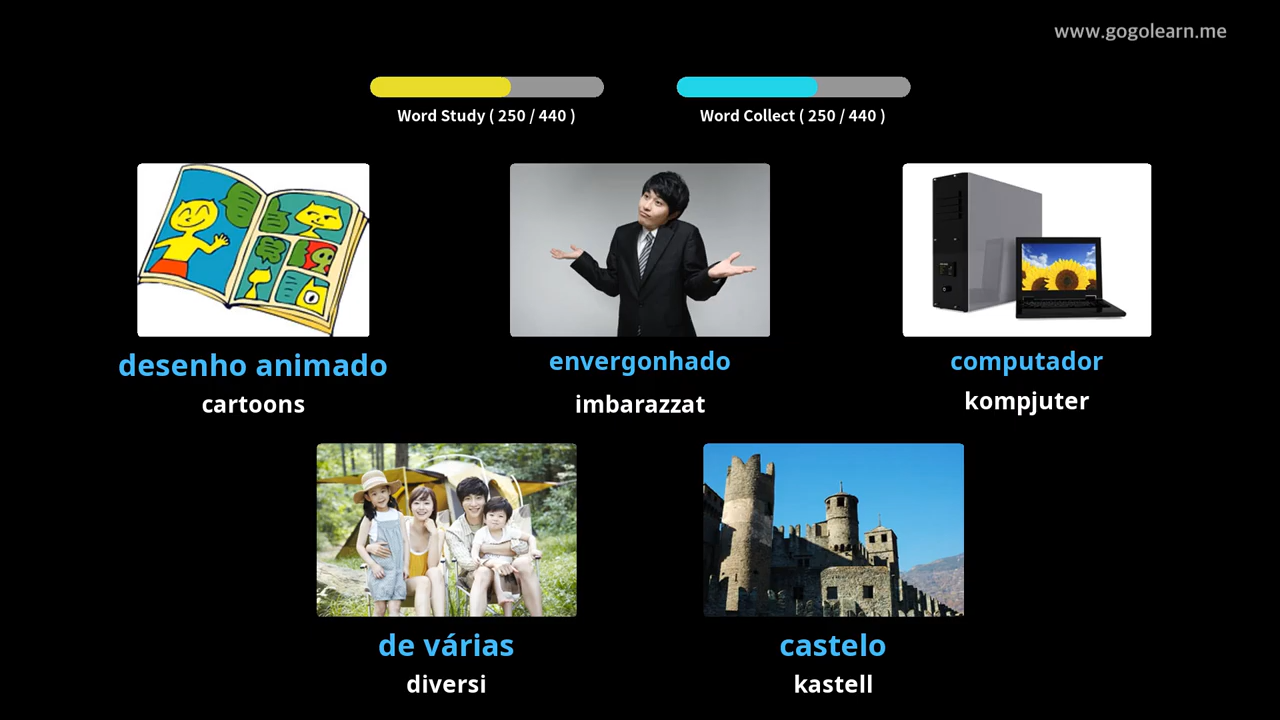 www.gogolearn.me
Word Study ( 250 / 440 )
Word Collect ( 250 / 440 )
desenho animado
cartoons
envergonhado
imbarazzat
computador
kompjuter
de várias
diversi
castelo
kastell